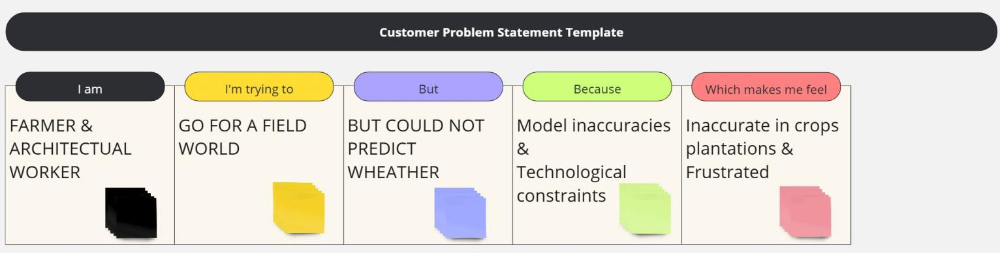 Customer Problem Statement Template
I am
I'm trying to
But
Because
Which makes me feel
FARMER &
ARCHITECTUAL
WORKER
GO FOR A FIELD
WORLD
BUT COULD NOT
PREDICT
WHEATHER
Model inaccuracies
&
Technological
constraints
Inaccurate in crops
plantations &
Frustrated